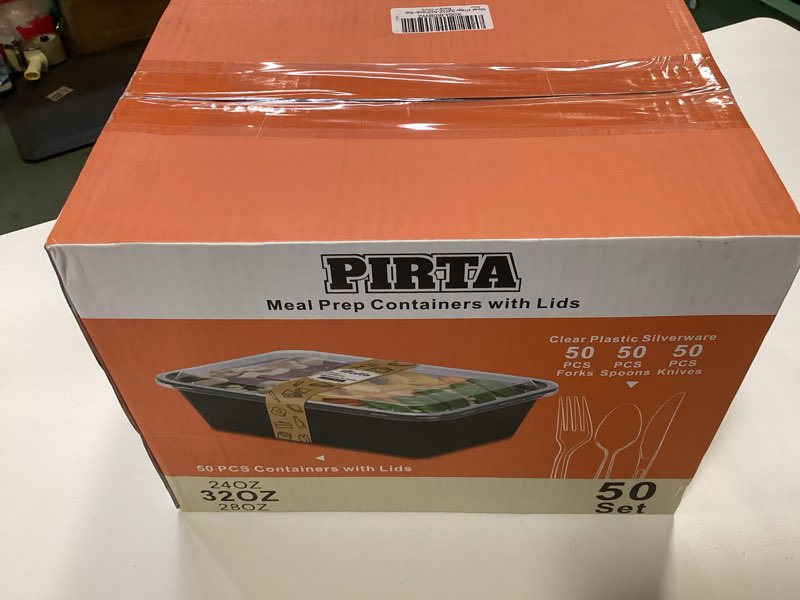 PIRTA
Meal Prep Containers with Lids
Clear Plastic Silverware
50 50 50
PCS PCS PCS
Forks Spoons Knives
50 PCS Containers with Lids
24OZ
32OZ
28OZ
50
Set